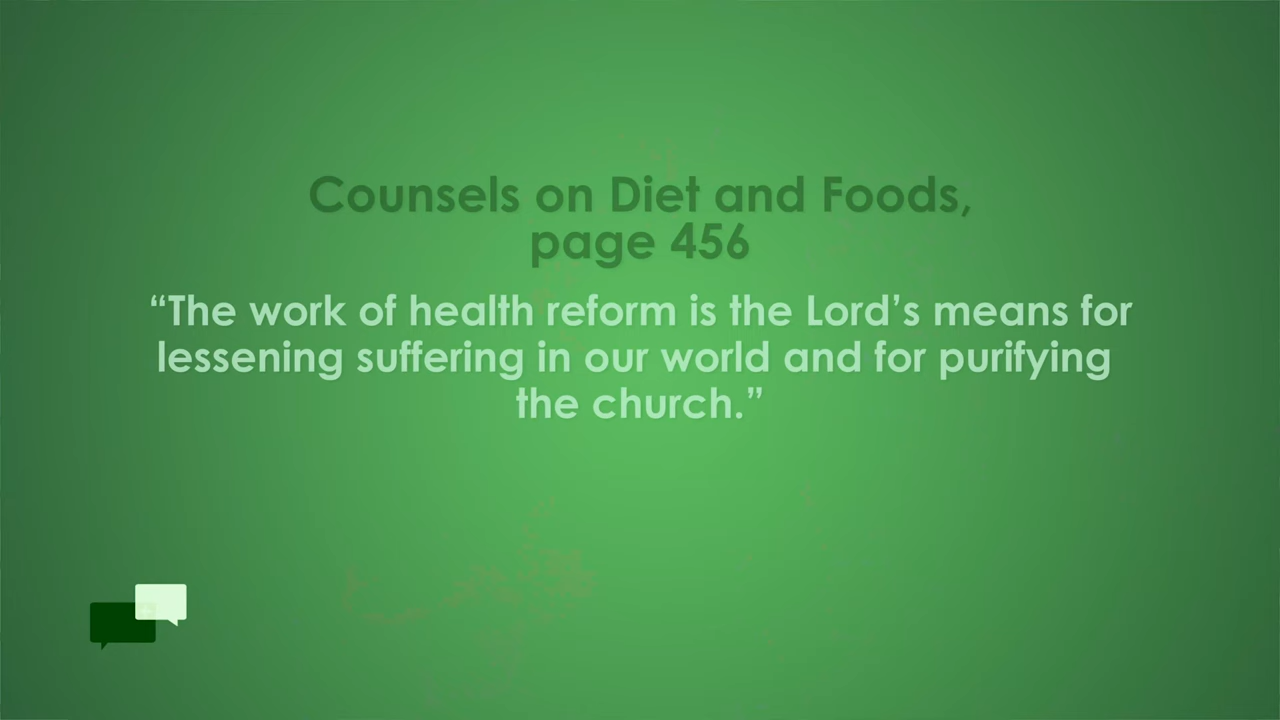 Counsels on Diet and Foods,
page 456
“The work of health reform is the Lord’s means for
lessening suffering in our world and for purifying
the church.”